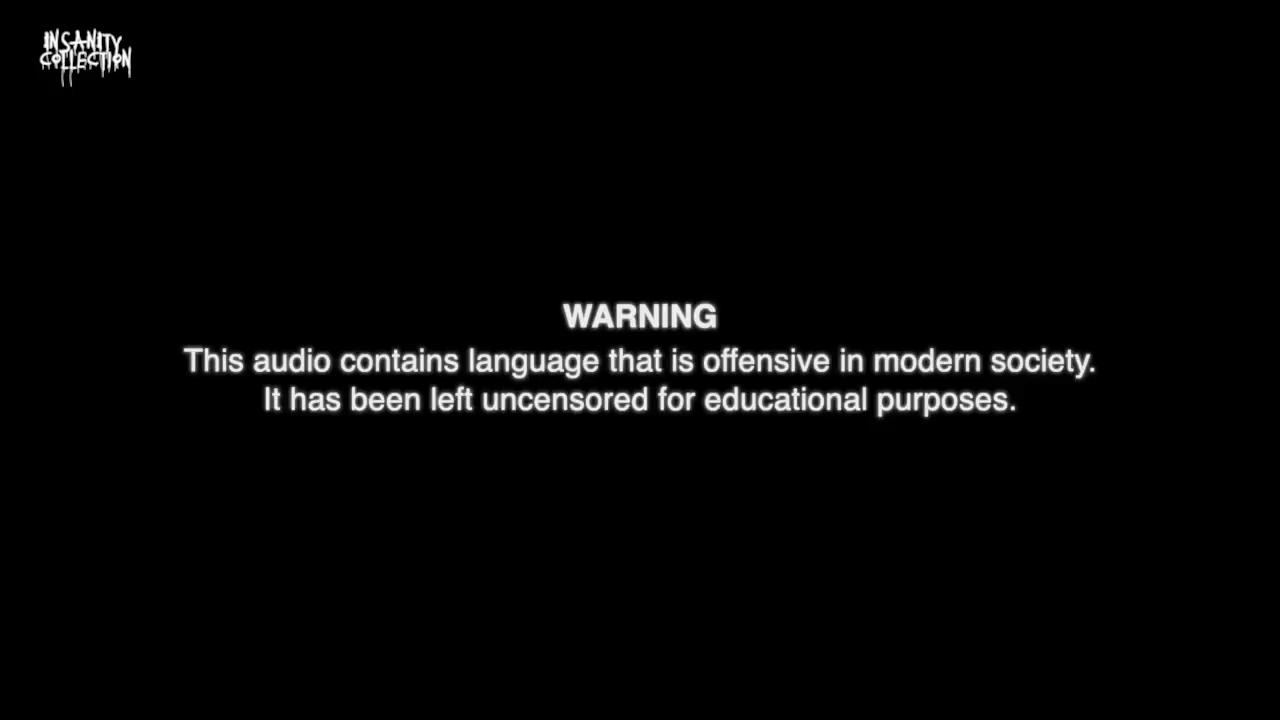 INSANITY
COLLECTION
WARNING
This audio contains language that is offensive in modern society.
It has been left uncensored for educational purposes.